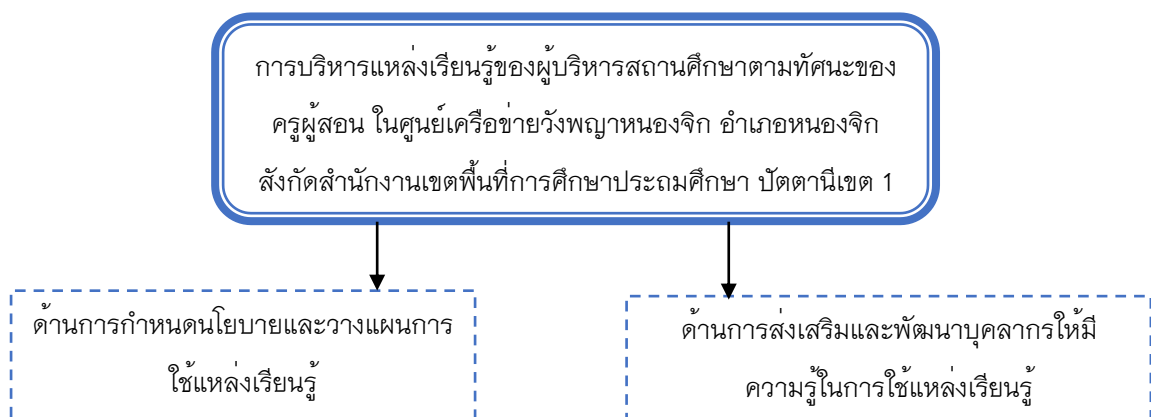 การบริหารแหล่งเรียนรู้ของผู้บริหารสถานศึกษาตามทัศนะของ
ครูผู้สอน ในศูนย์เครือข่ายวังพญาหนองจิก อำเภอหนองจิก
สังกัดสำนักงานเขตพื้นที่การศึกษาประถมศึกษา ปัตตานีเขต 1
ด้านการกำหนดนโยบายและวางแผนการ
ใช้แหล่งเรียนรู้
ด้านการส่งเสริมและพัฒนาบุคลากรให้มี
ความรู้ในการใช้แหล่งเรียนรู้